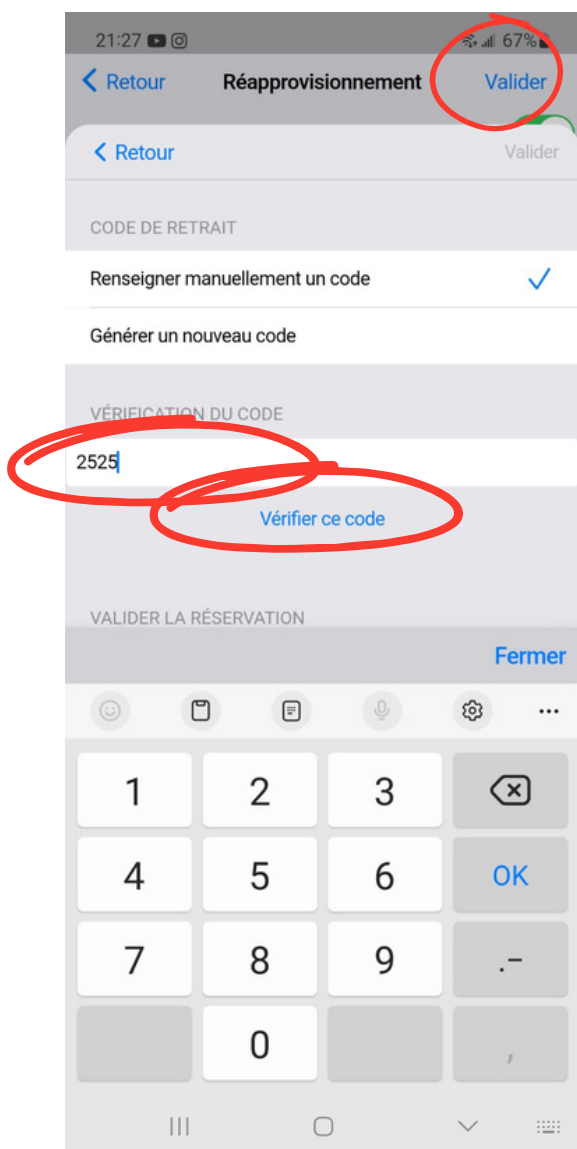 21:27 67%
Retour Réapprovisionnement Valider
Retour Valider
CODE DE RETRAIT
Renseigner manuellement un code
Générer un nouveau code
VÉRIFICATION DU CODE
2525
Vérifier ce code
VALIDER LA RÉSERVATION
Fermer
1 2 3
4 5 6 OK
7 8 9 .-
0 ,